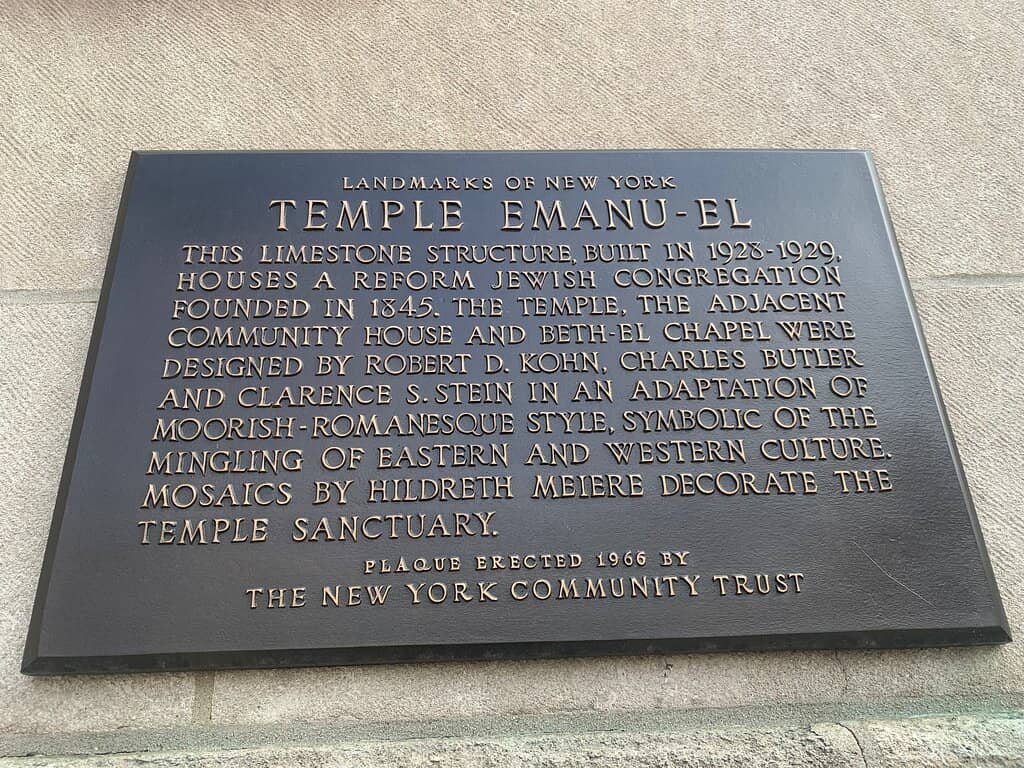 LANDMARKS OF NEW YORK
TEMPLE EMANU-EL
THIS LIMESTONE STRUCTURE, BUILT IN 1928-1929,
HOUSES A REFORM JEWISH CONGREGATION
FOUNDED IN 1845. THE TEMPLE, THE ADJACENT
COMMUNITY HOUSE AND BETH-EL CHAPEL WERE
DESIGNED BY ROBERT D. KOHN, CHARLES BUTLER
AND CLARENCE S. STEIN IN AN ADAPTATION OF
MOORISH-ROMANESQUE STYLE, SYMBOLIC OF THE
MINGLING OF EASTERN AND WESTERN CULTURE.
MOSAICS BY HILDRETH MEIERE DECORATE THE
TEMPLE SANCTUARY.
PLAQUE ERECTED 1966 BY
THE NEW YORK COMMUNITY TRUST